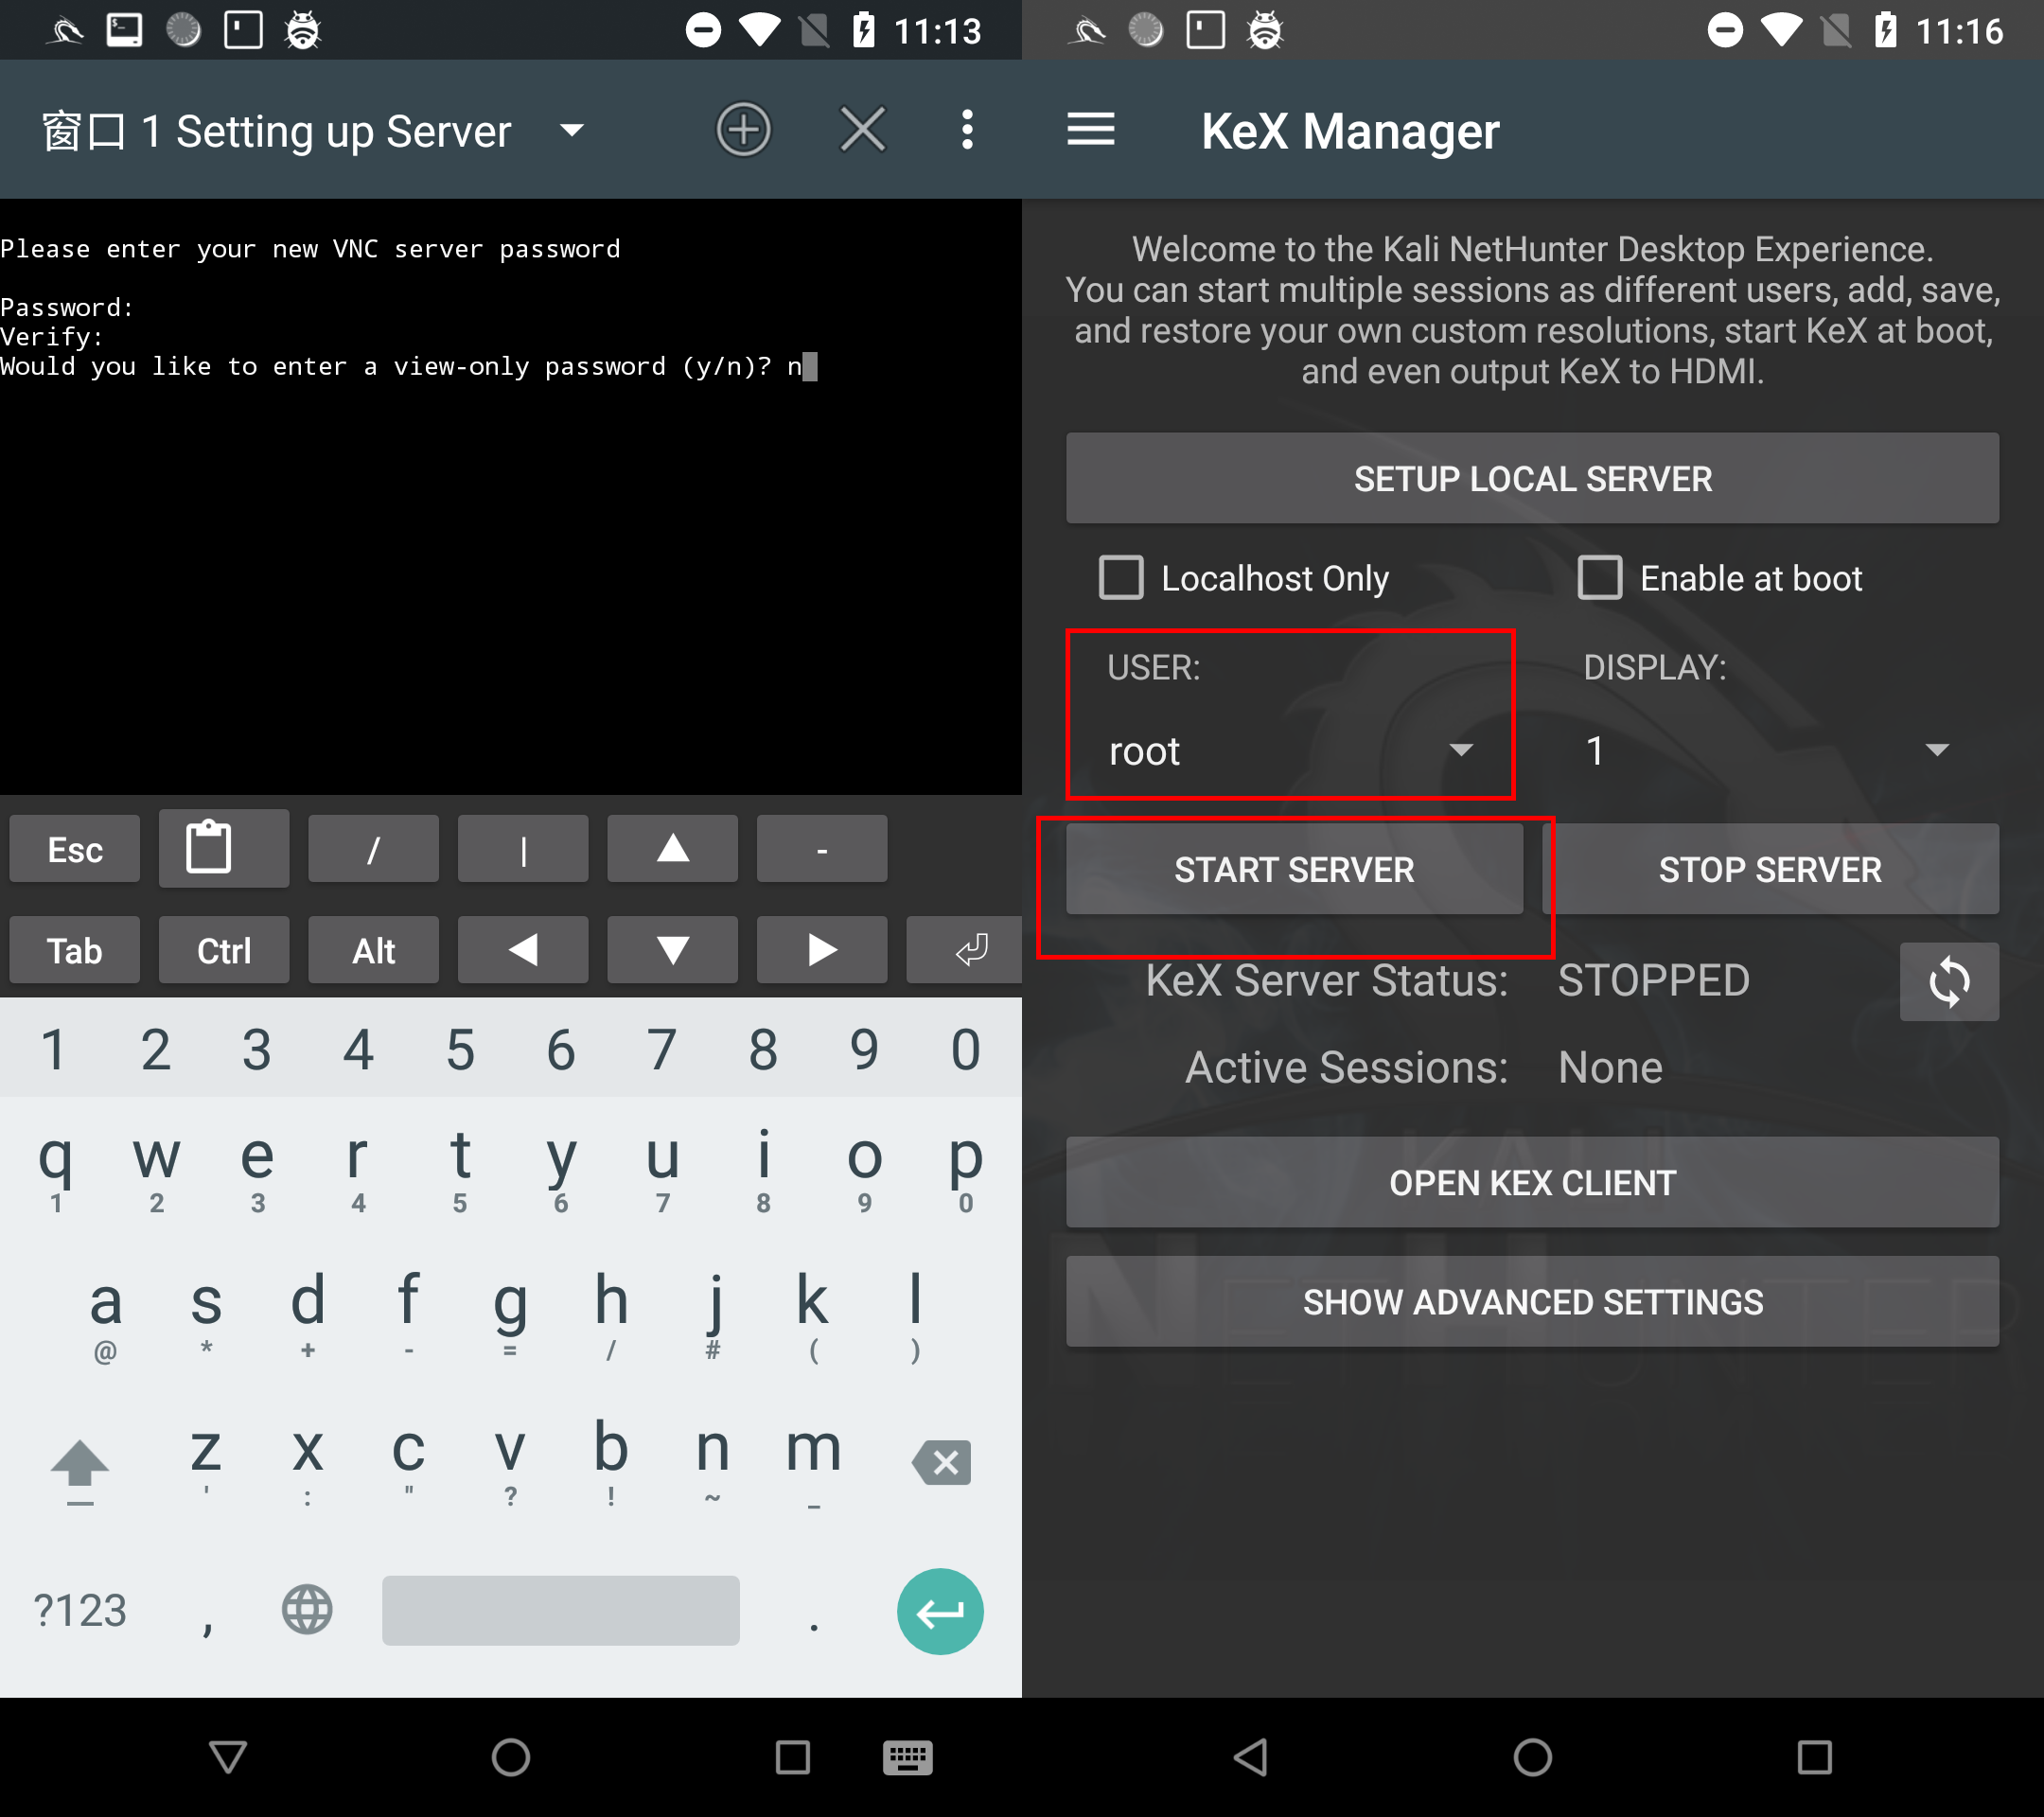 11:13
窗口 1 Setting up Server
Please enter your new VNC server password
Password:
Verify:
Would you like to enter a view-only password (y/n)? n
Esc / | -
Tab Ctrl Alt
1 2 3 4 5 6 7 8 9 0
q w e r t y u i o p
1 2 3 4 5 6 7 8 9 0
a s d f g h j k l
@ * + - = / # ( )
z x c v b n m
' : " ? ! ~ _
?123 , .
11:16
KeX Manager
Welcome to the Kali NetHunter Desktop Experience.
You can start multiple sessions as different users, add, save,
and restore your own custom resolutions, start KeX at boot,
and even output KeX to HDMI.
SETUP LOCAL SERVER
Localhost Only Enable at boot
USER: DISPLAY:
root 1
START SERVER STOP SERVER
KeX Server Status: STOPPED
Active Sessions: None
KALI
OPEN KEX CLIENT
NETHUNTER
SHOW ADVANCED SETTINGS